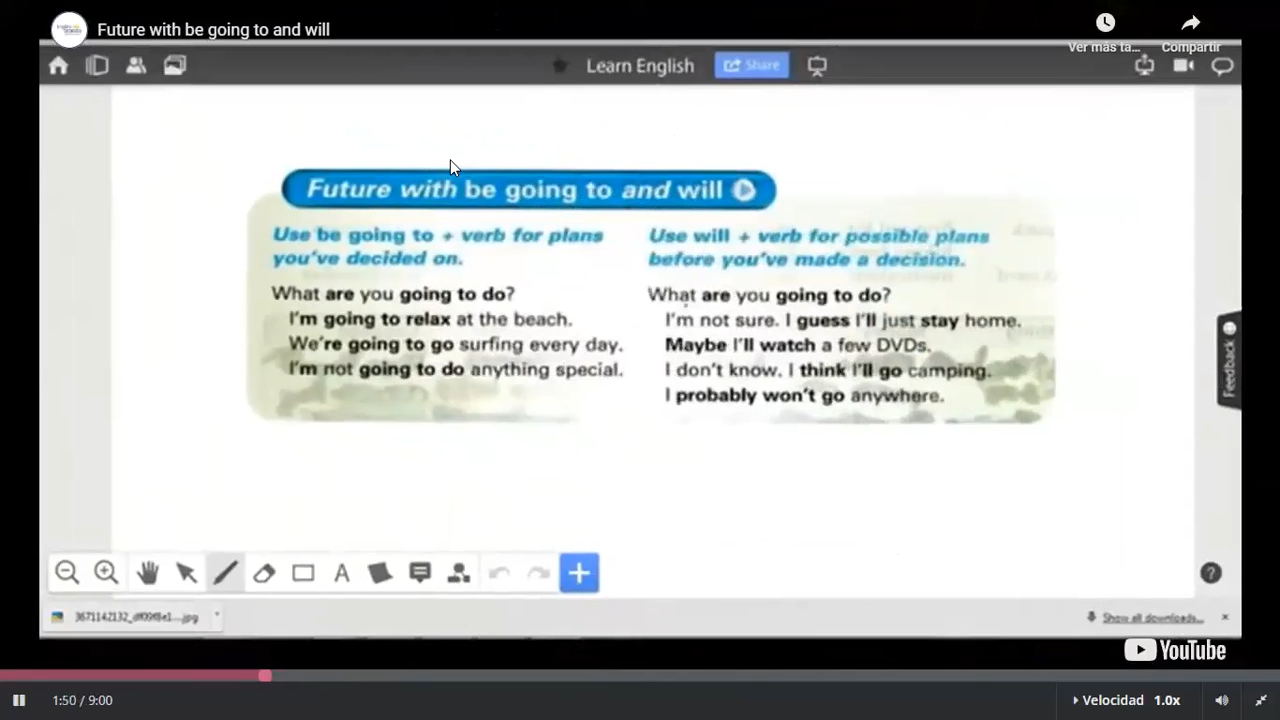 Future with be going to and will
Ver más ta...
Compartir
Learn English
Share
Future with be going to and will
Use be going to + verb for plans
you've decided on.
What are you going to do?
I'm going to relax at the beach.
We're going to go surfing every day.
I'm not going to do anything special.
Use will + verb for possible plans
before you've made a decision.
What are you going to do?
I'm not sure. I guess I'll just stay home.
Maybe I'll watch a few DVDs.
I don't know. I think I'll go camping.
I probably won't go anywhere.
Feedback
Show all downloads...
YouTube
1:50 / 9:00
Velocidad 1.0x